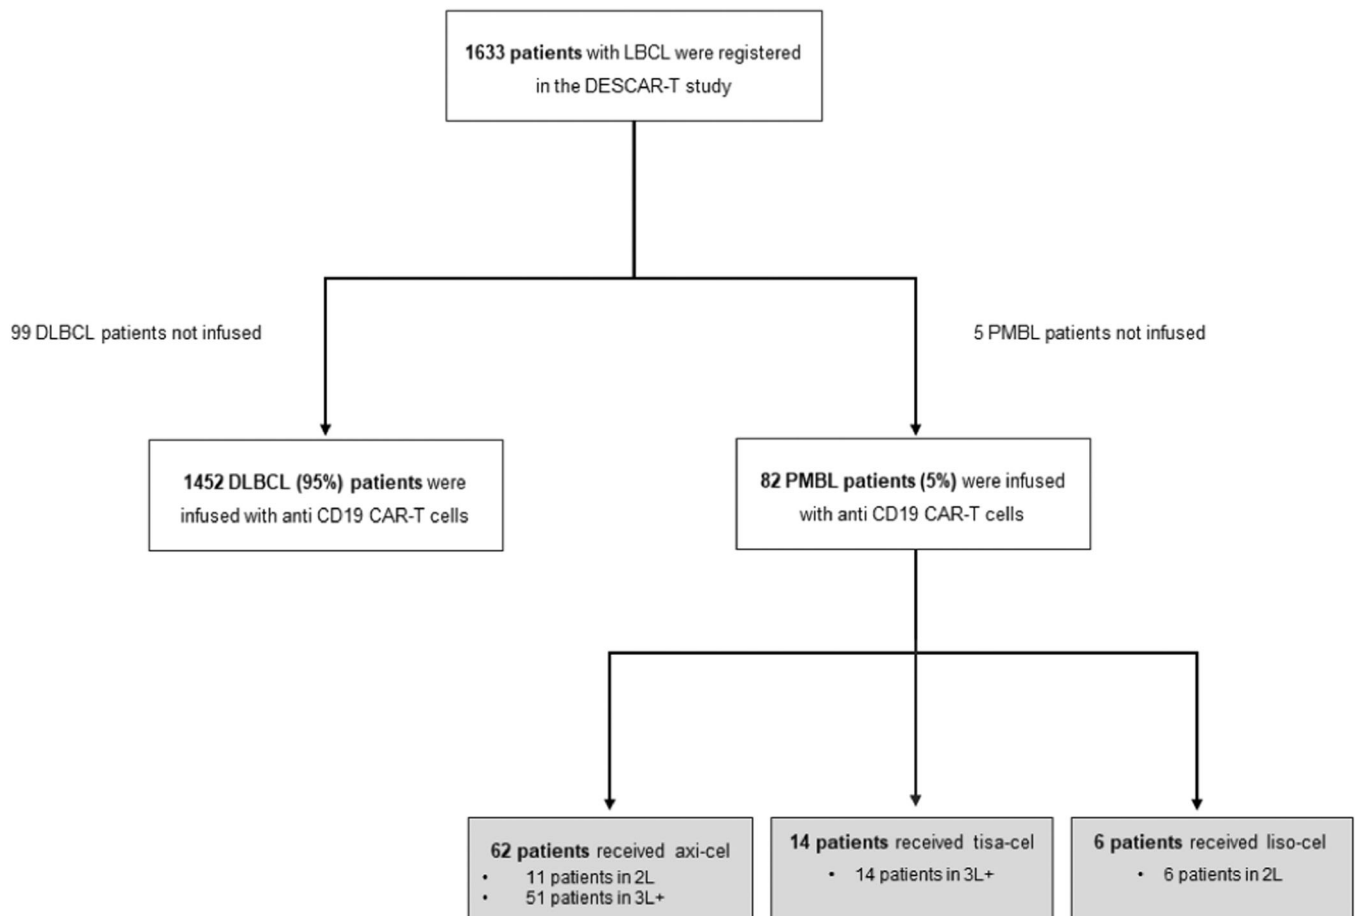 1633 patients with LBCL were registered
in the DESCAR-T study
99 DLBCL patients not infused
5 PMBL patients not infused
1452 DLBCL (95%) patients were
infused with anti CD19 CAR-T cells
82 PMBL patients (5%) were infused
with anti CD19 CAR-T cells
62 patients received axi-cel
• 11 patients in 2L
• 51 patients in 3L+
14 patients received tisa-cel
• 14 patients in 3L+
6 patients received liso-cel
• 6 patients in 2L